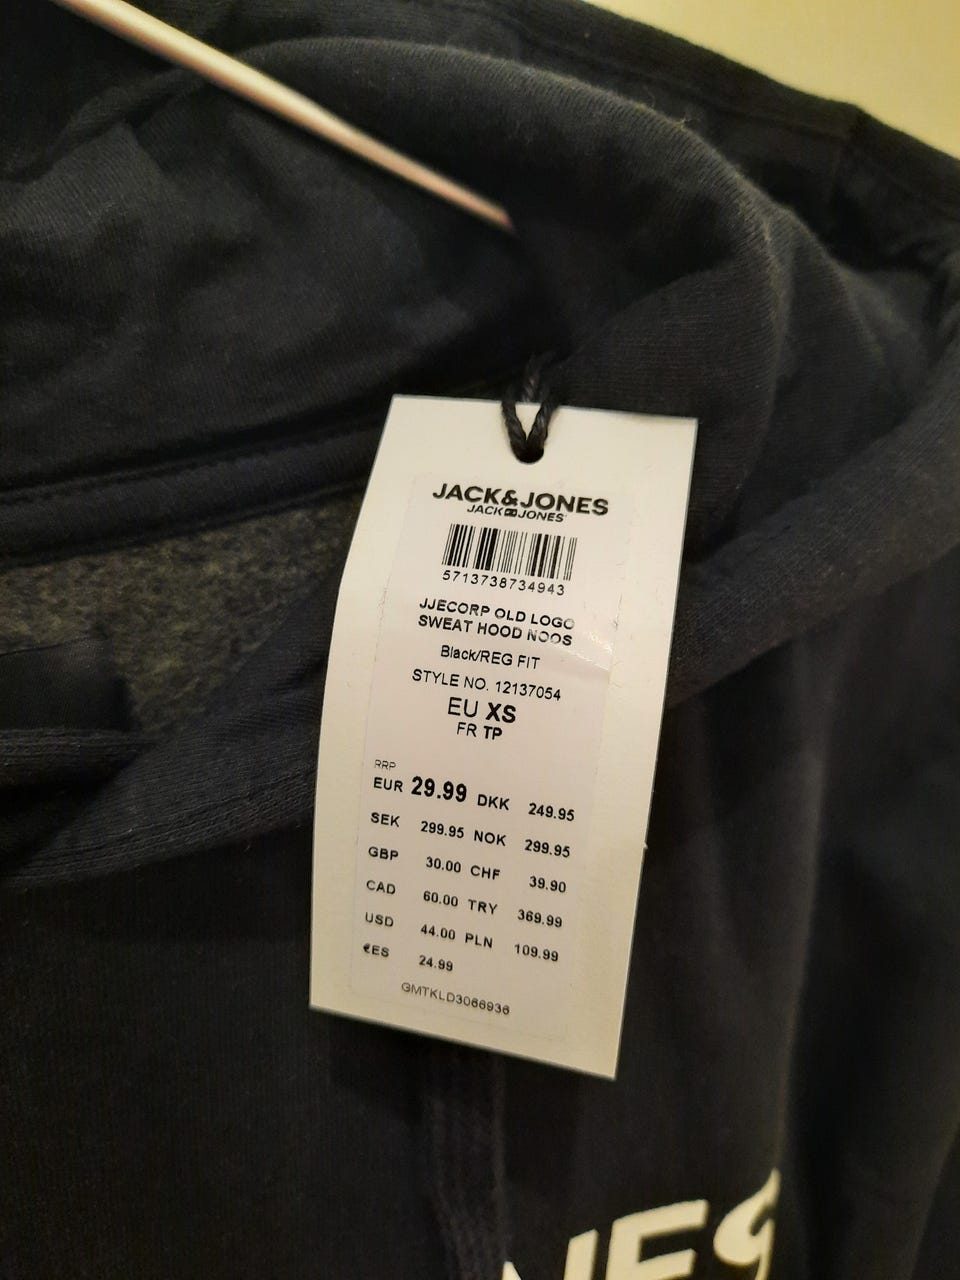 JACK&JONES
JACK JONES
5713738734943
JJECORP OLD LOGO
SWEAT HOOD NOOS
Black/REG FIT
STYLE NO. 12137054
EU XS
FR TP
RRP
EUR 29.99 DKK 249.95
SEK 299.95 NOK 299.95
GBP 30.00 CHF 39.90
CAD 60.00 TRY 369.99
USD 44.00 PLN 109.99
€ES 24.99
GMTKLD3066936
NES